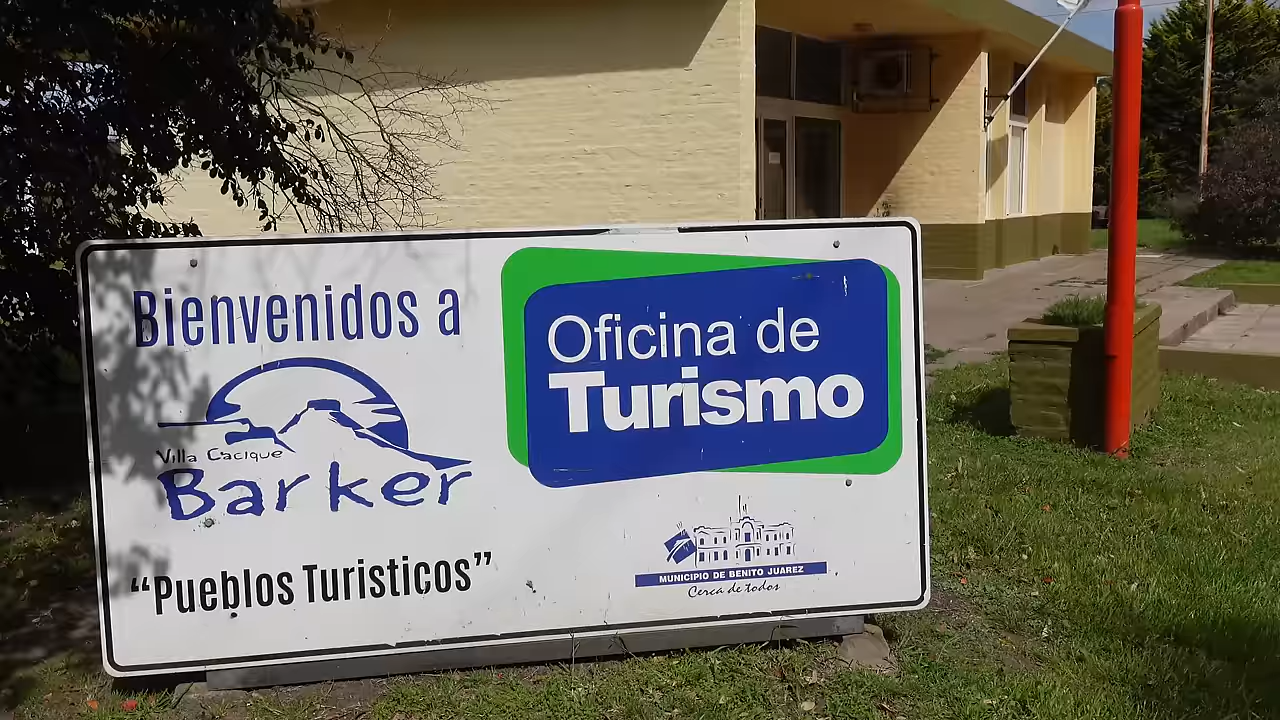 Bienvenidos a
Villa Cacique
Barker
“Pueblos Turisticos”
Oficina de
Turismo
MUNICIPIO DE BENITO JUAREZ
Cerca de todos